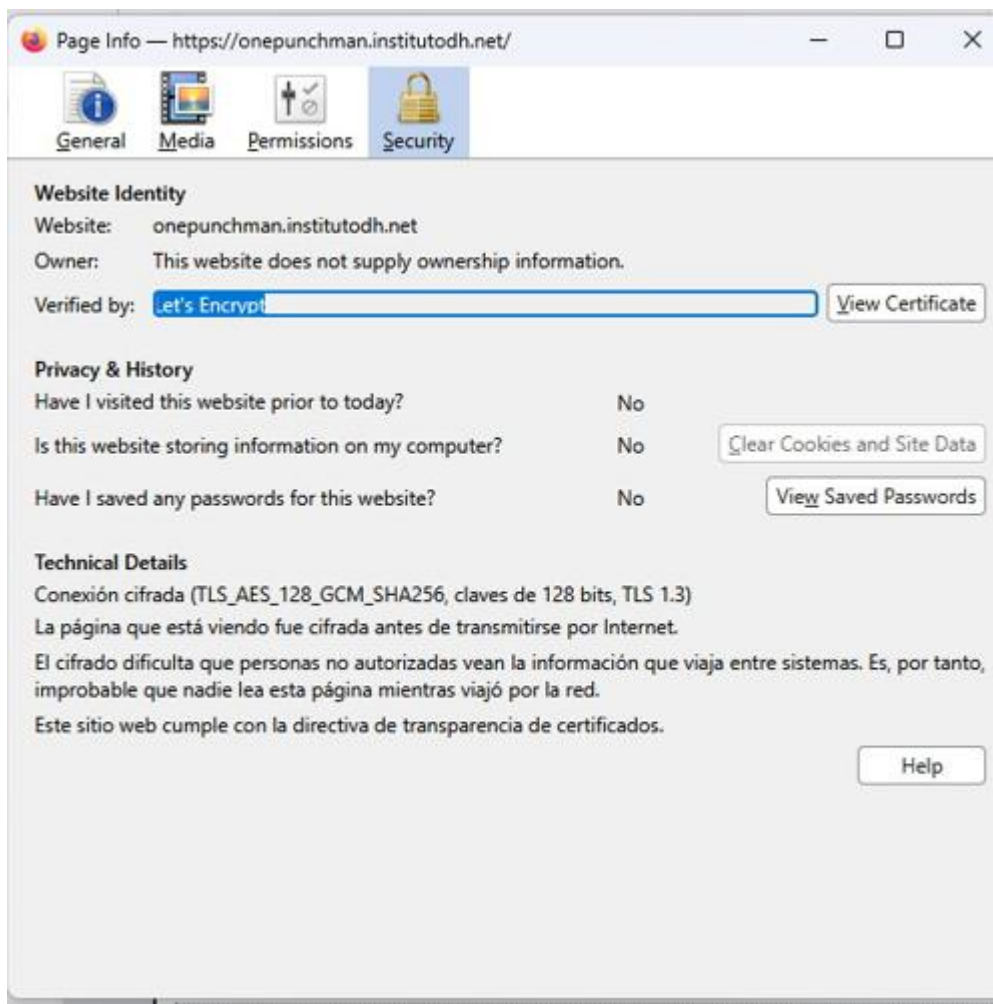 Page Info — https://onepunchman.institutodh.net/
General Media Permissions Security
Website Identity
Website: onepunchman.institutodh.net
Owner: This website does not supply ownership information.
Verified by: Let's Encrypt View Certificate
Privacy & History
Have I visited this website prior to today? No
Is this website storing information on my computer? No Clear Cookies and Site Data
Have I saved any passwords for this website? No View Saved Passwords
Technical Details
Conexión cifrada (TLS_AES_128_GCM_SHA256, claves de 128 bits, TLS 1.3)
La página que está viendo fue cifrada antes de transmitirse por Internet.
El cifrado dificulta que personas no autorizadas vean la información que viaja entre sistemas. Es, por tanto,
improbable que nadie lea esta página mientras viajó por la red.
Este sitio web cumple con la directiva de transparencia de certificados.
Help